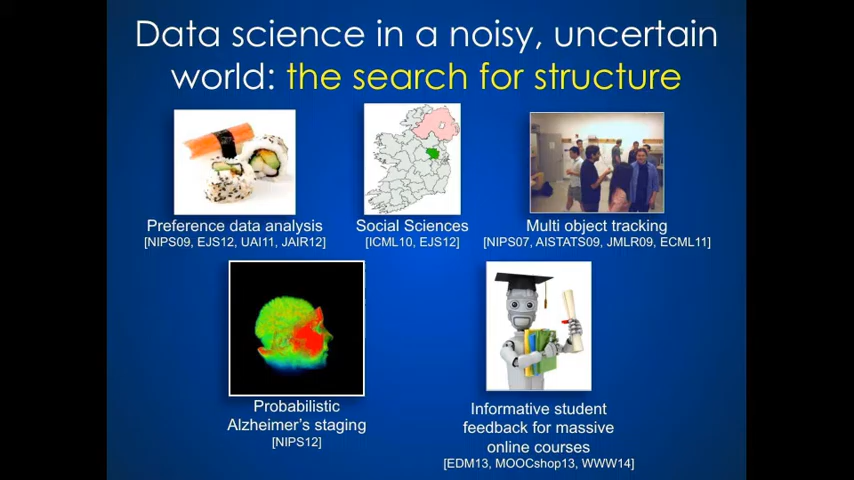 Data science in a noisy, uncertain
world: the search for structure
Preference data analysis
[NIPS09, EJS12, UAI11, JAIR12]
Social Sciences
[ICML10, EJS12]
Multi object tracking
[NIPS07, AISTATS09, JMLR09, ECML11]
Probabilistic
Alzheimer's staging
[NIPS12]
Informative student
feedback for massive
online courses
[EDM13, MOOCshop13, WWW14]